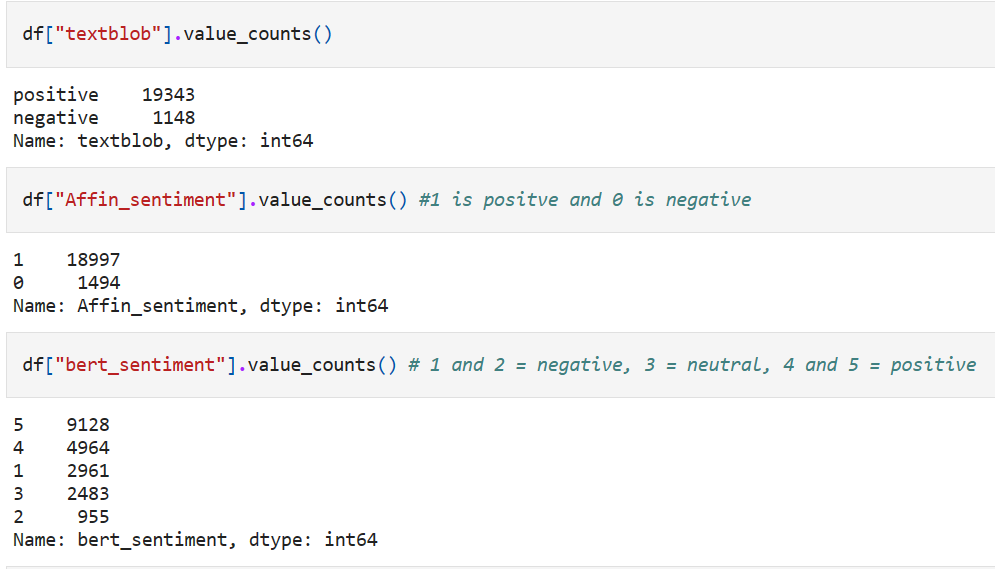 df["textblob"].value_counts()
positive    19343
negative     1148
Name: textblob, dtype: int64
df["Affin_sentiment"].value_counts() #1 is positve and 0 is negative
1    18997
0     1494
Name: Affin_sentiment, dtype: int64
df["bert_sentiment"].value_counts() # 1 and 2 = negative, 3 = neutral, 4 and 5 = positive
5    9128
4    4964
1    2961
3    2483
2     955
Name: bert_sentiment, dtype: int64